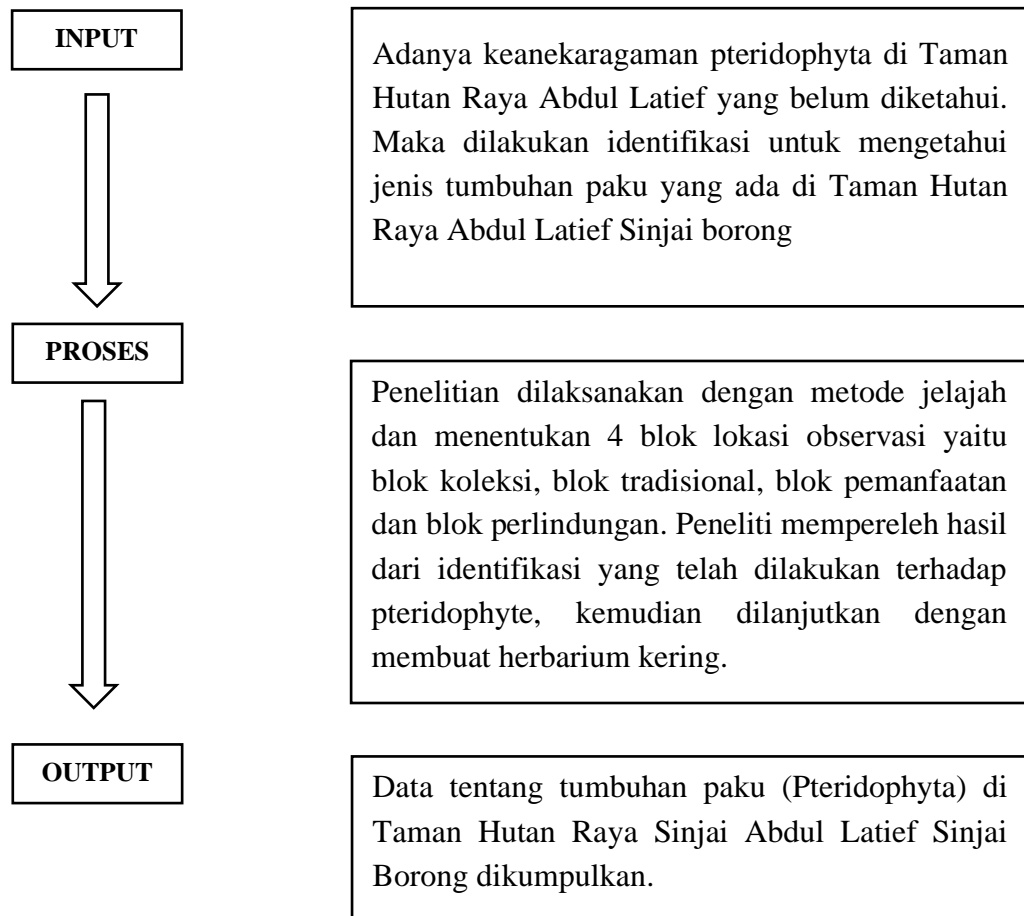 INPUT
Adanya keanekaragaman pteridophyta di Taman
Hutan Raya Abdul Latief yang belum diketahui.
Maka dilakukan identifikasi untuk mengetahui
jenis tumbuhan paku yang ada di Taman Hutan
Raya Abdul Latief Sinjai borong
PROSES
Penelitian dilaksanakan dengan metode jelajah
dan menentukan 4 blok lokasi observasi yaitu
blok koleksi, blok tradisional, blok pemanfaatan
dan blok perlindungan. Peneliti mempereleh hasil
dari identifikasi yang telah dilakukan terhadap
pteridophyte, kemudian dilanjutkan dengan
membuat herbarium kering.
OUTPUT
Data tentang tumbuhan paku (Pteridophyta) di
Taman Hutan Raya Sinjai Abdul Latief Sinjai
Borong dikumpulkan.